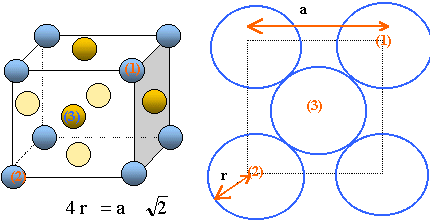 a
(1)
(1)
(3)
(3)
(2)
r
(2)
4 r = a √2